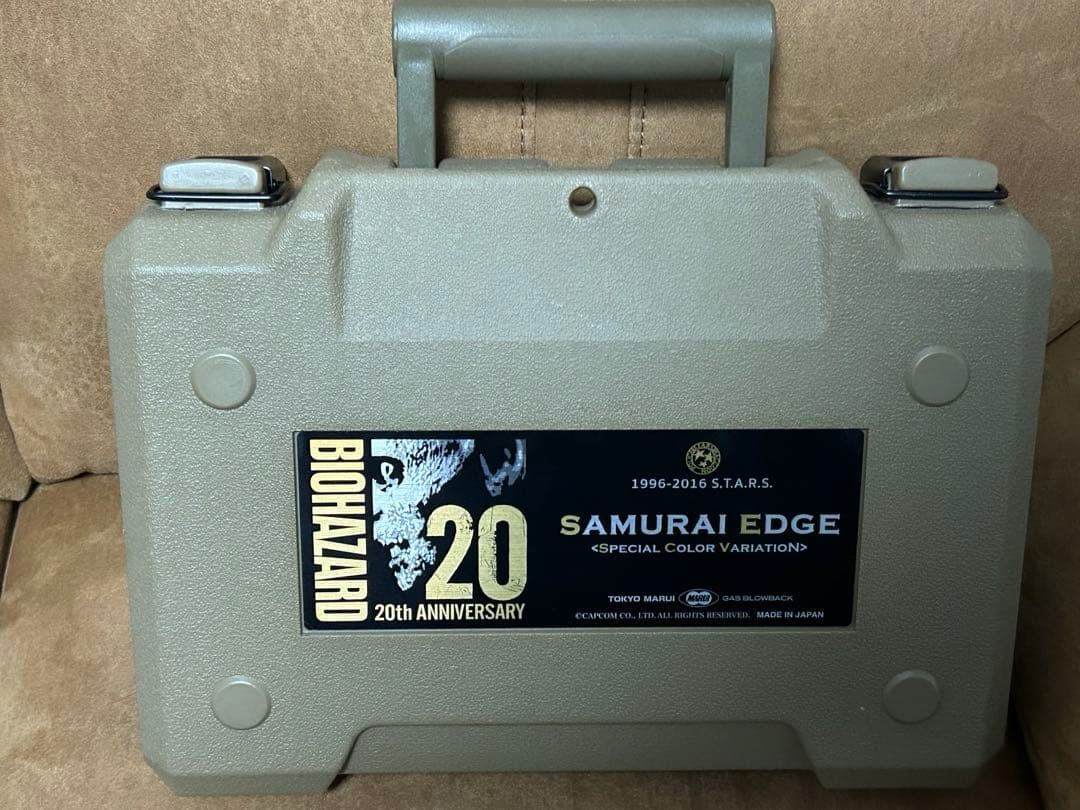 BIOHAZARD
20
20th ANNIVERSARY
1996-2016 S.T.A.R.S.
SAMURAI EDGE
<SPECIAL COLOR VARIATION>
TOKYO MARUI MARUI GAS BLOWBACK
©CAPCOM CO., LTD. ALL RIGHTS RESERVED. MADE IN JAPAN